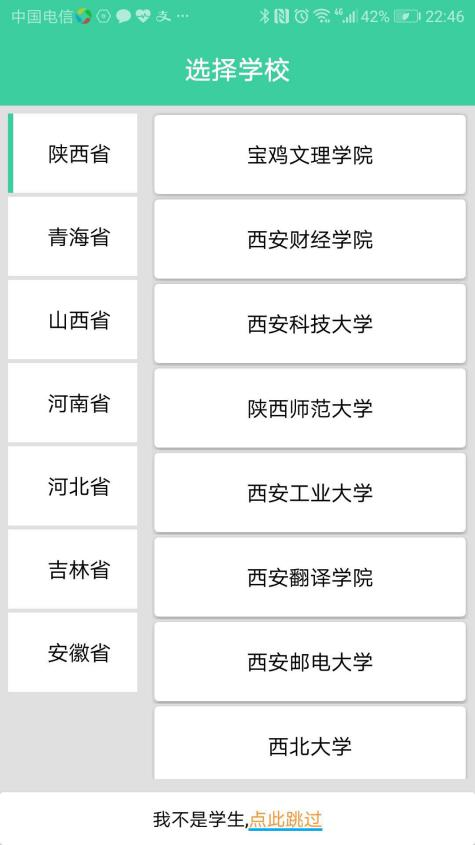 中国电信 46 42% 22:46
选择学校
陕西省
青海省
山西省
河南省
河北省
吉林省
安徽省
宝鸡文理学院
西安财经学院
西安科技大学
陕西师范大学
西安工业大学
西安翻译学院
西安邮电大学
西北大学
我不是学生,点此跳过